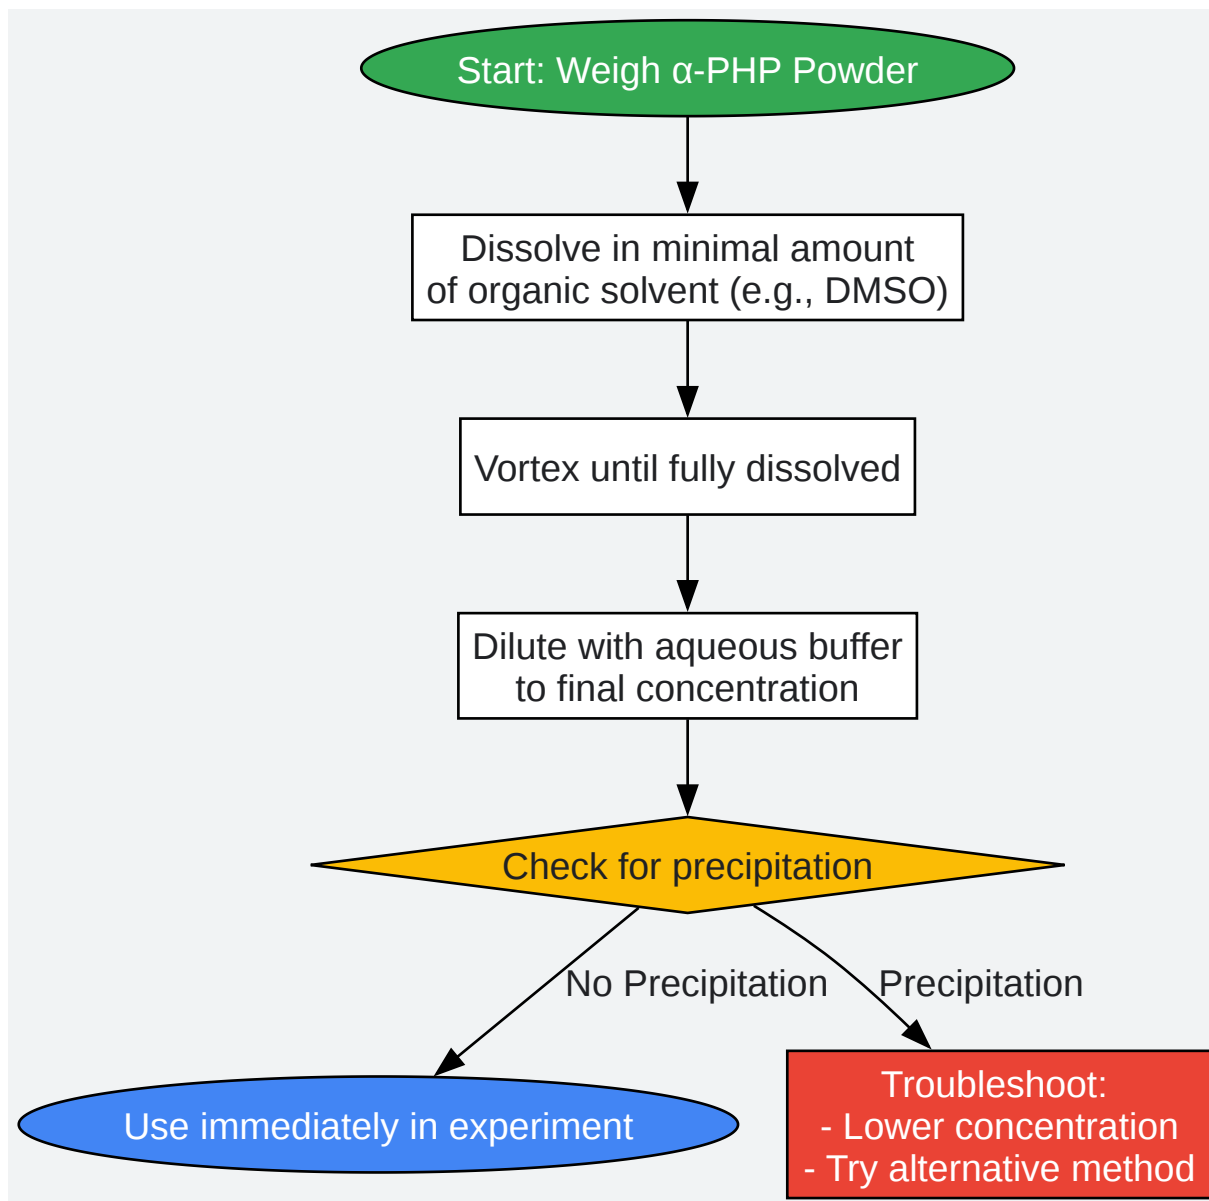 Start: Weigh α-PHP Powder
Dissolve in minimal amount
of organic solvent (e.g., DMSO)
Vortex until fully dissolved
Dilute with aqueous buffer
to final concentration
Check for precipitation
No Precipitation
Precipitation
Use immediately in experiment
Troubleshoot:
- Lower concentration
- Try alternative method